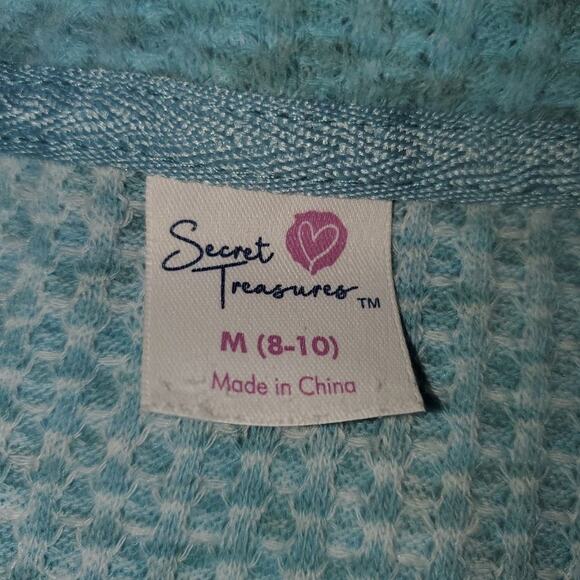 Secret
Treasures™
M (8-10)
Made in China